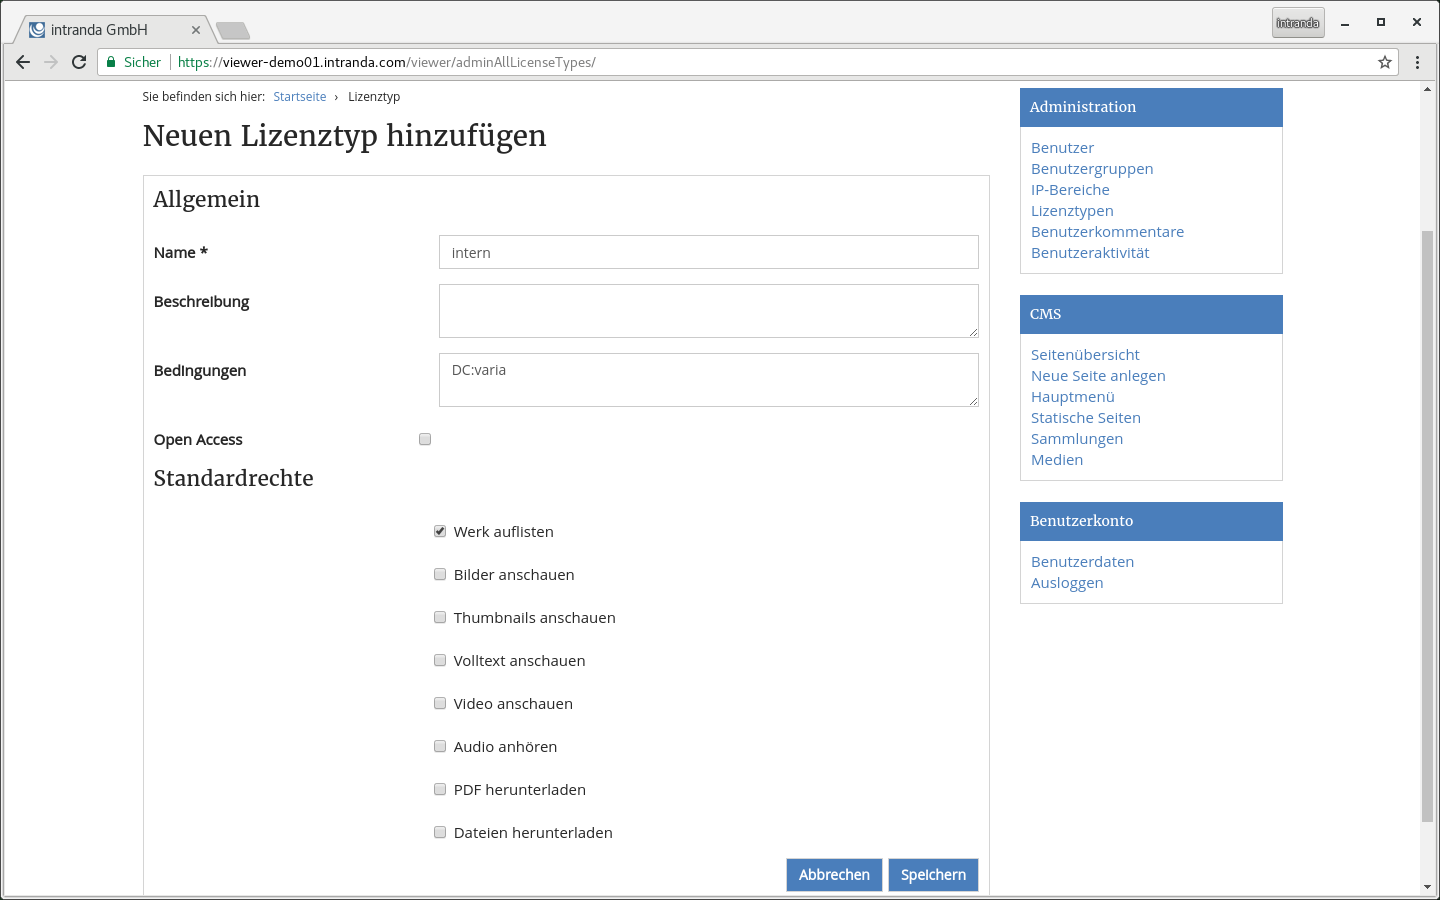 intranda GmbH
intranda
Sicher https://viewer-demo01.intranda.com/viewer/adminAllLicenseTypes/
Sie befinden sich hier: Startseite › Lizenztyp
Neuen Lizenztyp hinzufügen
Allgemein
Name * intern
Beschreibung
Bedingungen DC:varia
Open Access
Standardrechte
Werk auflisten
Bilder anschauen
Thumbnails anschauen
Volltext anschauen
Video anschauen
Audio anhören
PDF herunterladen
Dateien herunterladen
Abbrechen Speichern
Administration
Benutzer
Benutzergruppen
IP-Bereiche
Lizenztypen
Benutzerkommentare
Benutzeraktivität
CMS
Seitenübersicht
Neue Seite anlegen
Hauptmenü
Statische Seiten
Sammlungen
Medien
Benutzerkonto
Benutzerdaten
Ausloggen